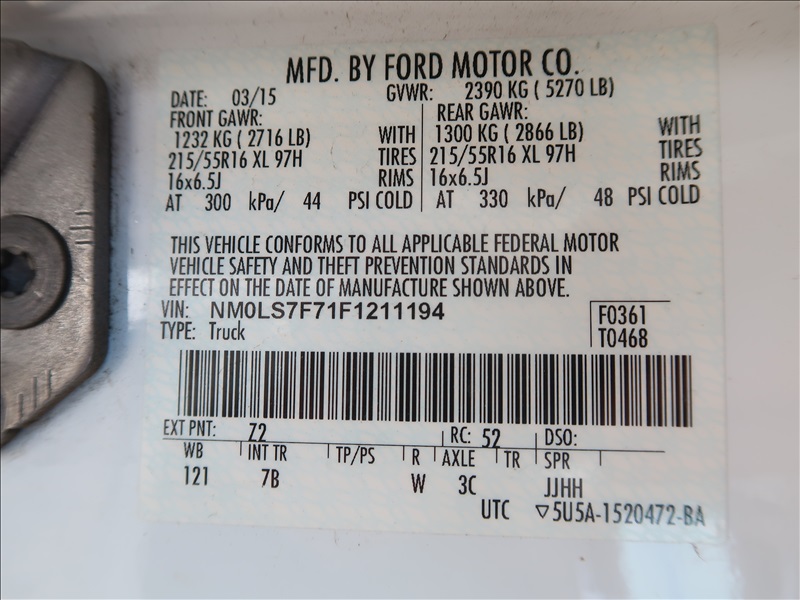 MFD. BY FORD MOTOR CO.
DATE: 03/15 GVWR: 2390 KG ( 5270 LB)
FRONT GAWR: REAR GAWR:
1232 KG ( 2716 LB) WITH 1300 KG ( 2866 LB) WITH
215/55R16 XL 97H TIRES 215/55R16 XL 97H TIRES
16x6.5J RIMS 16x6.5J RIMS
AT 300 kPa/ 44 PSI COLD AT 330 kPa/ 48 PSI COLD
THIS VEHICLE CONFORMS TO ALL APPLICABLE FEDERAL MOTOR
VEHICLE SAFETY AND THEFT PREVENTION STANDARDS IN
EFFECT ON THE DATE OF MANUFACTURE SHOWN ABOVE.
VIN: NM0LS7F71F1211194 F0361
TYPE: Truck T0468
EXT PNT: Z2 RC: 52 DSO:
WB INT TR TP/PS R AXLE TR SPR
121 7B W 3C JJHH
UTC ▽5U5A-1520472-BA